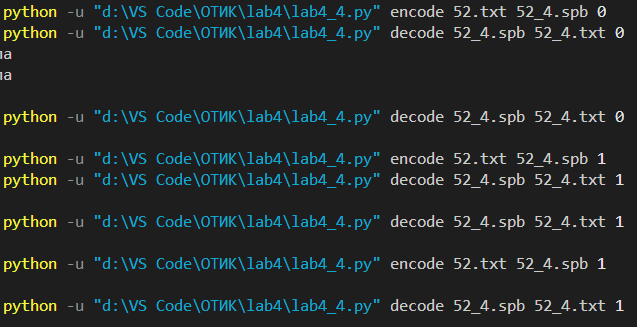 python -u "d:\VS Code\ОТИК\lab4\lab4_4.py" encode 52.txt 52_4.spb 0
python -u "d:\VS Code\ОТИК\lab4\lab4_4.py" decode 52_4.spb 52_4.txt 0
python -u "d:\VS Code\ОТИК\lab4\lab4_4.py" decode 52_4.spb 52_4.txt 0
python -u "d:\VS Code\ОТИК\lab4\lab4_4.py" encode 52.txt 52_4.spb 1
python -u "d:\VS Code\ОТИК\lab4\lab4_4.py" decode 52_4.spb 52_4.txt 1
python -u "d:\VS Code\ОТИК\lab4\lab4_4.py" decode 52_4.spb 52_4.txt 1
python -u "d:\VS Code\ОТИК\lab4\lab4_4.py" encode 52.txt 52_4.spb 1
python -u "d:\VS Code\ОТИК\lab4\lab4_4.py" decode 52_4.spb 52_4.txt 1